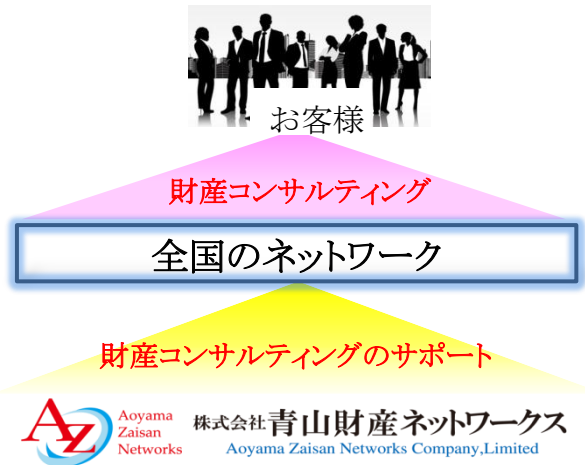 お客様
財産コンサルティング
全国のネットワーク
財産コンサルティングのサポート
AZ
Aoyama
Zaisan
Networks
株式会社青山財産ネットワークス
Aoyama Zaisan Networks Company,Limited